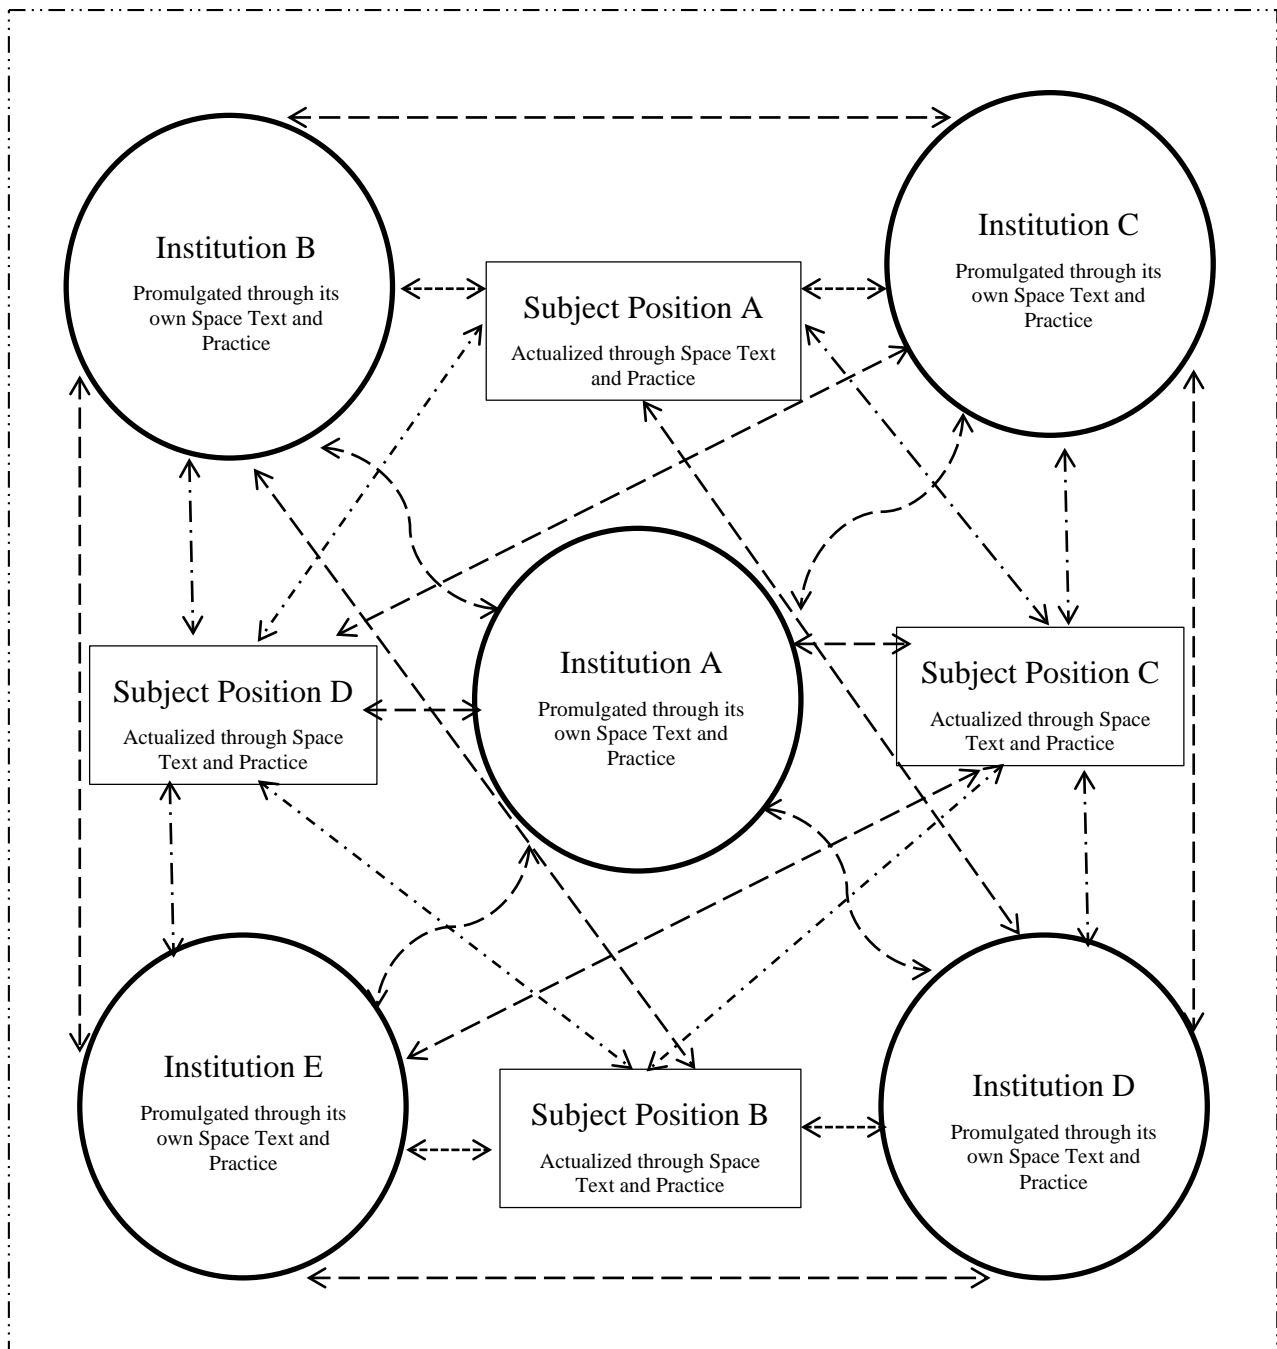 Institution B
Promulgated through its
own Space Text and
Practice
Institution C
Promulgated through its
own Space Text and
Practice
Subject Position A
Actualized through Space Text
and Practice
Institution A
Promulgated through its
own Space Text and
Practice
Subject Position D
Actualized through Space
Text and Practice
Subject Position C
Actualized through Space
Text and Practice
Institution E
Promulgated through its
own Space Text and
Practice
Subject Position B
Actualized through Space
Text and Practice
Institution D
Promulgated through its
own Space Text and
Practice